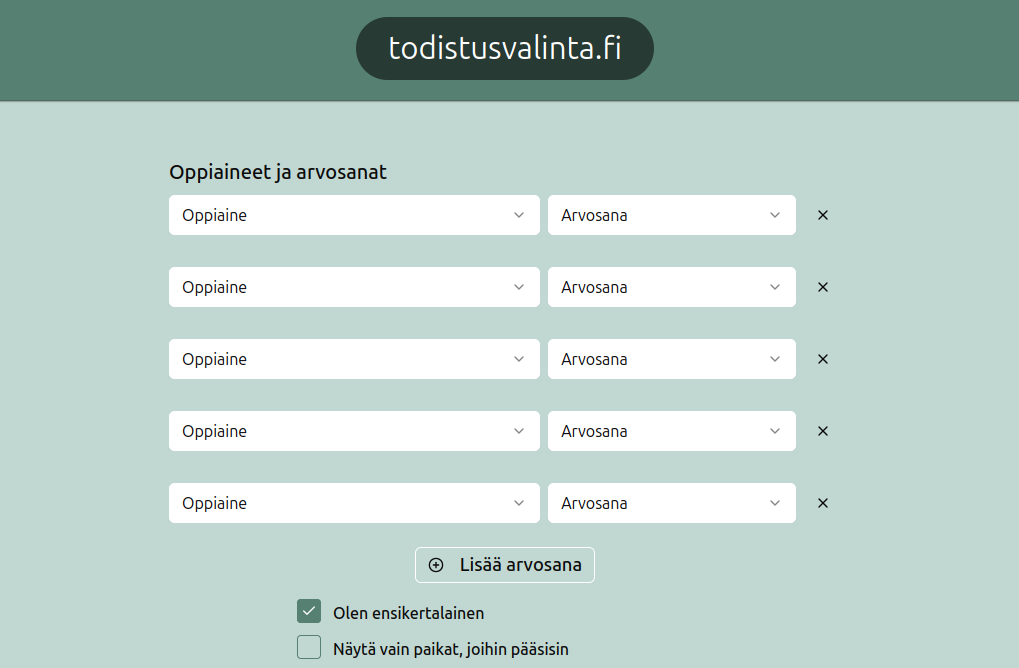 todistusvalinta.fi
Oppiaineet ja arvosanat
Oppiaine Arvosana
Oppiaine Arvosana
Oppiaine Arvosana
Oppiaine Arvosana
Oppiaine Arvosana
Lisää arvosana
Olen ensikertalainen
Näytä vain paikat, joihin pääsisin